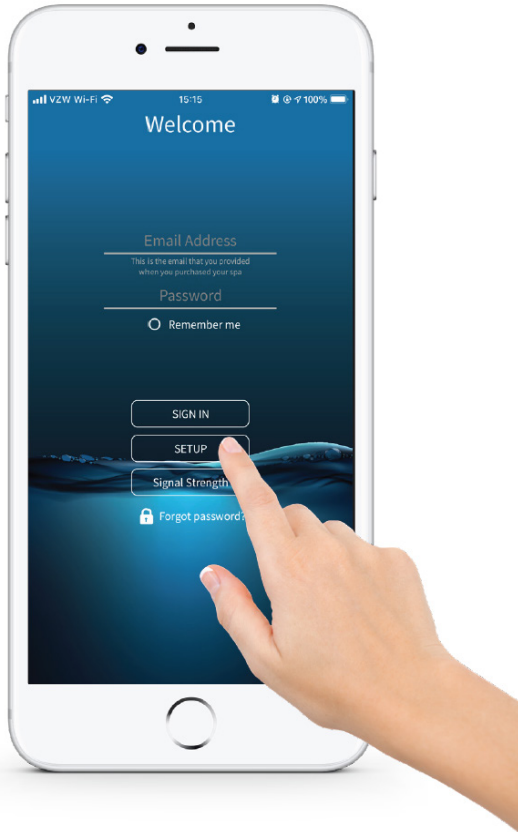 VZW Wi-Fi 15:15 100%
Welcome
Email Address
This is the email that you provided
when you purchased your spa
Password
Remember me
SIGN IN
SETUP
Signal Strength
Forgot password?